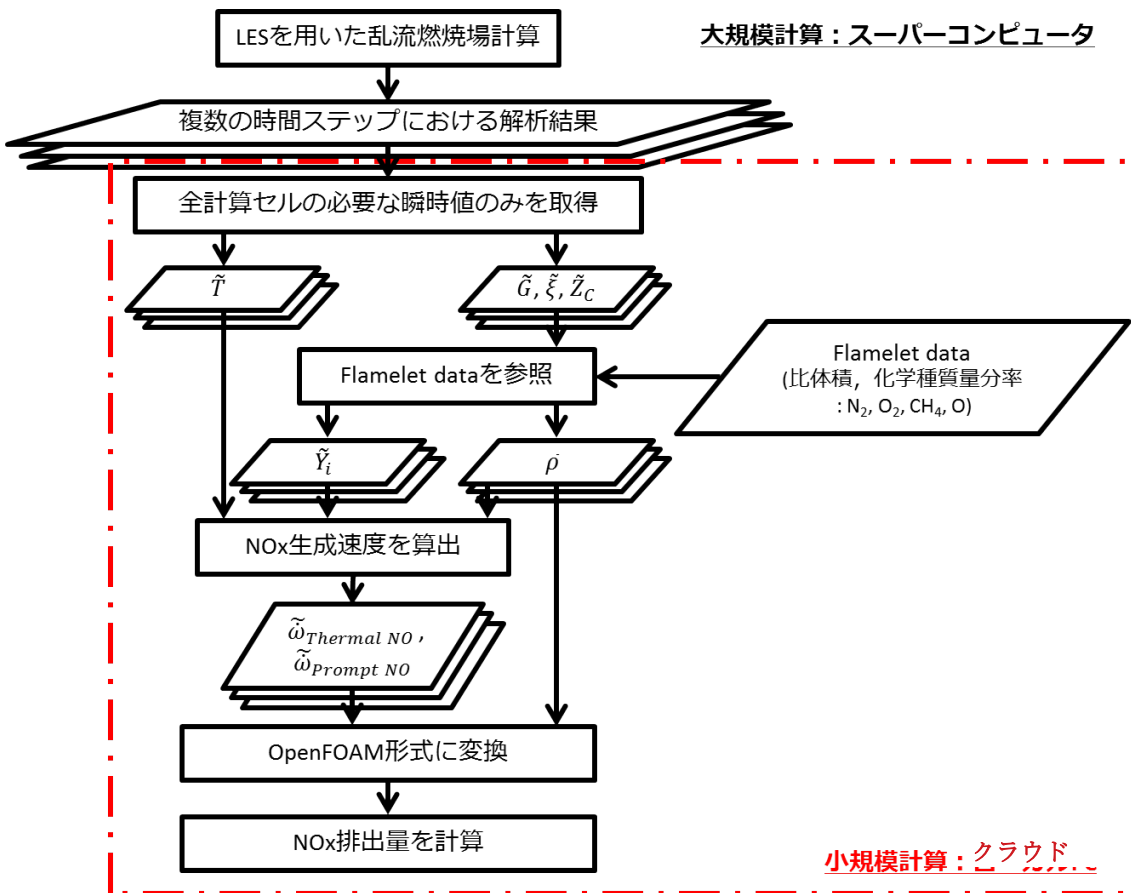 LESを用いた乱流燃焼場計算
大規模計算：スーパーコンピュータ
複数の時間ステップにおける解析結果
全計算セルの必要な瞬時値のみを取得
T̃
G̃, ξ̃, Z̃_C
Flamelet data
(比体積，化学種質量分率
: N₂, O₂, CH₄, O)
Flamelet dataを参照
Ỹ_i
ρ
NOx生成速度を算出
ω̇̃_Thermal NO ,
ω̇̃_Prompt NO
OpenFOAM形式に変換
NOx排出量を計算
小規模計算：クラウド